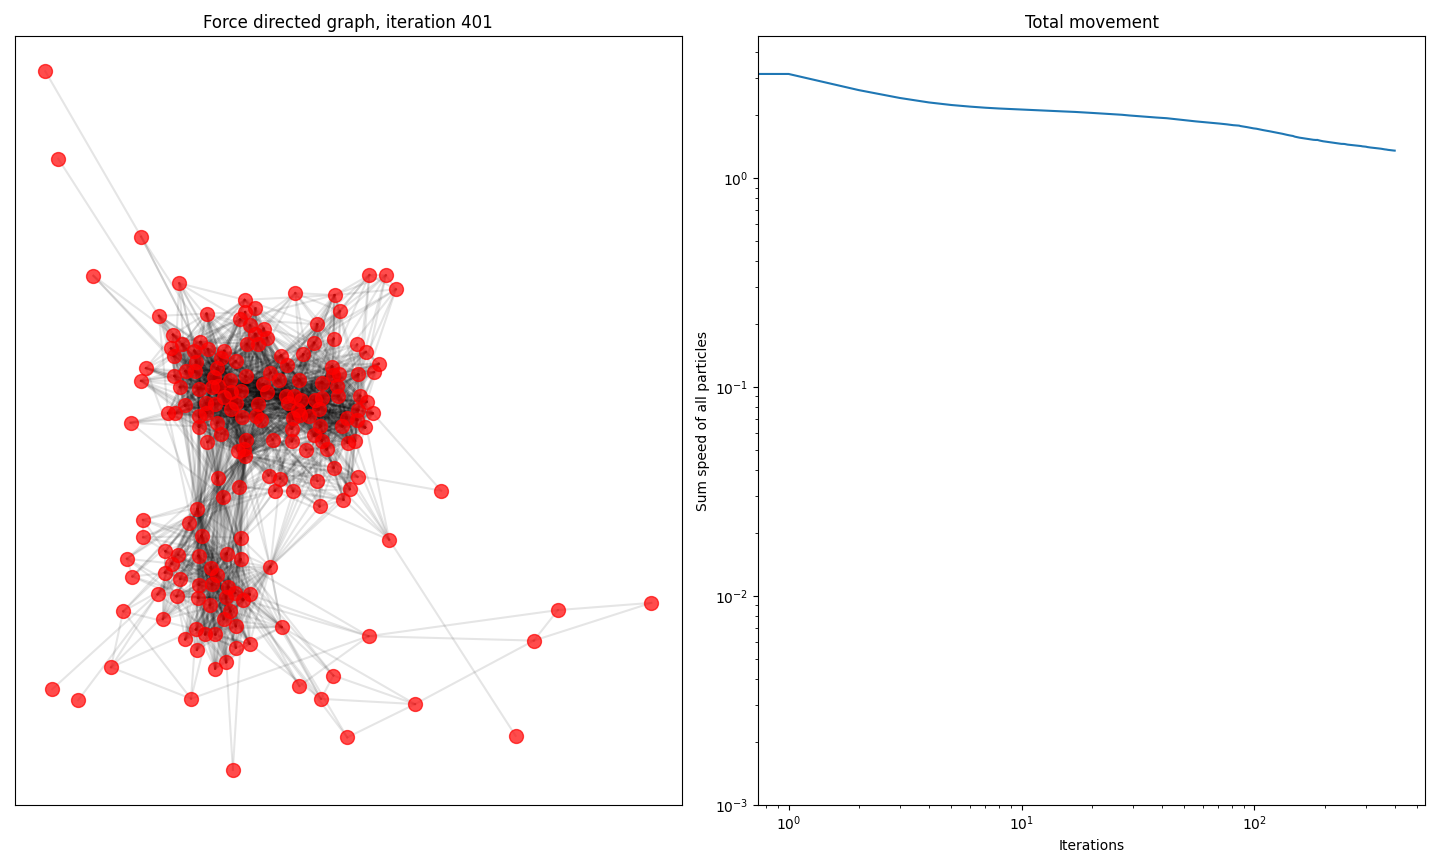 Force directed graph, iteration 401
Total movement
Sum speed of all particles
10⁰
10⁻¹
10⁻²
10⁻³
10⁰
10¹
10²
Iterations